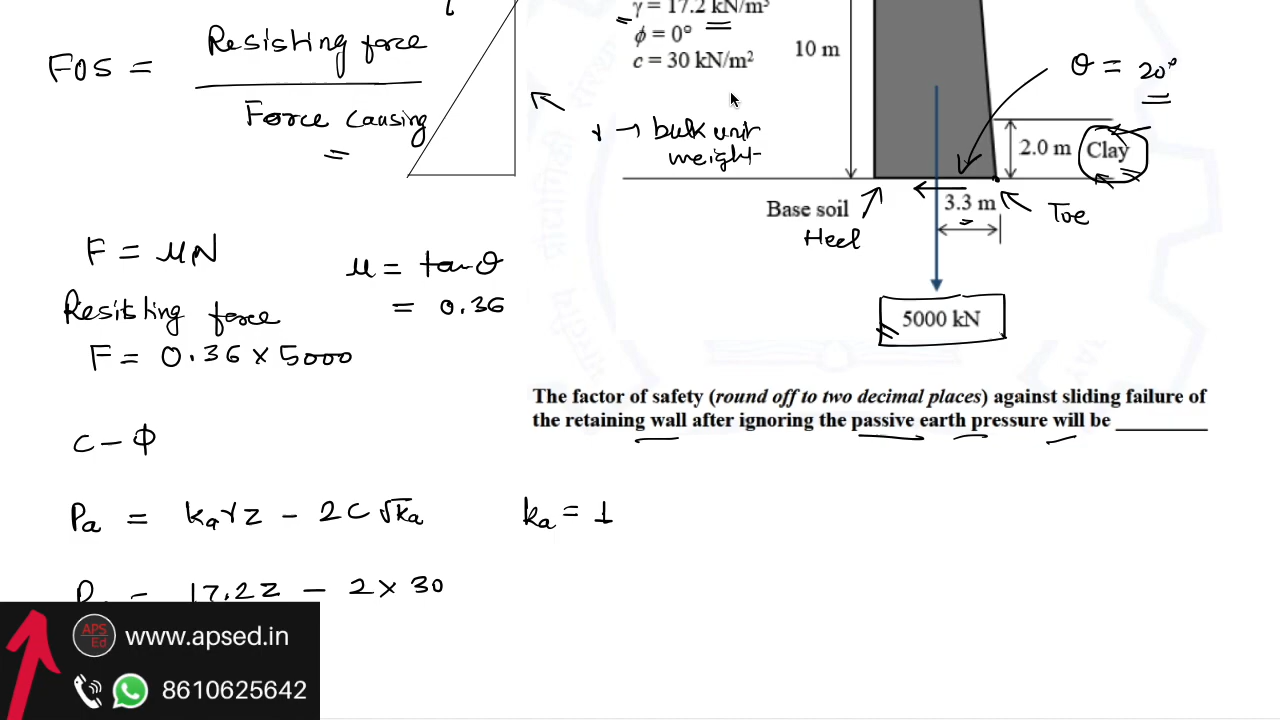 γ = 17.2 kN/m³
ϕ = 0°
c = 30 kN/m²
10 m
FOS = Resisting force
Force causing
θ = 20°
γ → bulk unit
weight
2.0 m Clay
Base soil
Heel
3.3 m
Toe
5000 kN
F = μN
μ = tanθ
= 0.36
Resisting force
F = 0.36 × 5000
The factor of safety (round off to two decimal places) against sliding failure of
the retaining wall after ignoring the passive earth pressure will be ________
C – ϕ
Pa = kaγz – 2C√ka
ka = 1
= 17.2z – 2 × 30
APS
Ed
www.apsed.in
8610625642